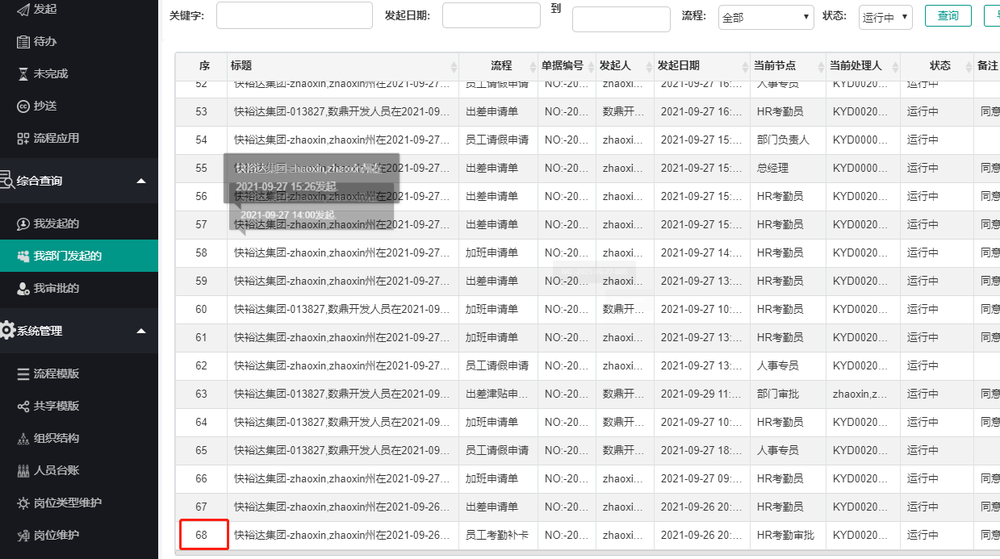 发起
待办
未完成
抄送
流程应用
综合查询
我发起的
我部门发起的
我审批的
系统管理
流程模版
共享模版
组织结构
人员台账
岗位类型维护
岗位维护
关键字: 发起日期: 到 流程: 全部 状态: 运行中 查询
序 标题 流程 单据编号 发起人 发起日期 当前节点 当前处理人 状态 备注
52 快裕达集团-zhaoxin,zhaoxin州在2021-09-27... 员工请假申请 NO:-20... zhaoxi... 2021-09-27 16:... 人事专员 KYD0020... 运行中
53 快裕达集团-013827,数鼎开发人员在2021-09... 出差申请单 NO:-20... 数鼎开... 2021-09-27 16:... HR考勤员 KYD0020... 运行中 同意
54 快裕达集团-zhaoxin,zhaoxin州在2021-09-27... 员工请假申请 NO:-20... zhaoxi... 2021-09-27 15:... 部门负责人 KYD0000... 运行中
55 快裕达集团-zhaoxin,zhaoxin州在2021-09-27... 出差申请单 NO:-20... zhaoxi... 2021-09-27 15:... 总经理 KYD0000... 运行中 同意
2021-09-27 15:26发起
56 快裕达集团-zhaoxin,zhaoxin州在2021-09-27... 出差申请单 NO:-20... zhaoxi... 2021-09-27 15:... HR考勤员 KYD0020... 运行中 同意
2021-09-27 14:00发起
57 快裕达集团-zhaoxin,zhaoxin州在2021-09-27... 出差申请单 NO:-20... zhaoxi... 2021-09-27 15:... HR考勤员 KYD0020... 运行中 同意
58 快裕达集团-zhaoxin,zhaoxin州在2021-09-27... 加班申请单 NO:-20... zhaoxi... 2021-09-27 14:... HR考勤员 KYD0020... 运行中 同意
59 快裕达集团-zhaoxin,zhaoxin州在2021-09-27... 出差申请单 NO:-20... zhaoxi... 2021-09-27 13:... HR考勤员 KYD0020... 运行中 同意
60 快裕达集团-013827,数鼎开发人员在2021-09... 加班申请单 NO:-20... 数鼎开... 2021-09-27 10:... HR考勤员 KYD0020... 运行中 同意
61 快裕达集团-zhaoxin,zhaoxin州在2021-09-27... 加班申请单 NO:-20... zhaoxi... 2021-09-27 13:... HR考勤员 KYD0020... 运行中 同意
62 快裕达集团-zhaoxin,zhaoxin州在2021-09-27... 员工请假申请 NO:-20... zhaoxi... 2021-09-27 13:... 人事专员 KYD0020... 运行中
63 快裕达集团-013827,数鼎开发人员在2021-09... 出差津贴申... NO:-20... 数鼎开... 2021-09-29 11:... 部门审批 zhaoxin,z... 运行中 同意
64 快裕达集团-013827,数鼎开发人员在2021-09... 加班申请单 NO:-20... 数鼎开... 2021-09-27 10:... HR考勤员 KYD0020... 运行中 同意
65 快裕达集团-013827,数鼎开发人员在2021-09... 员工请假申请 NO:-20... 数鼎开... 2021-09-27 18:... 人事专员 KYD0020... 运行中
66 快裕达集团-zhaoxin,zhaoxin州在2021-09-27... 加班申请单 NO:-20... zhaoxi... 2021-09-27 09:... HR考勤员 KYD0020... 运行中 同意
67 快裕达集团-zhaoxin,zhaoxin州在2021-09-26... 出差申请单 NO:-20... zhaoxi... 2021-09-26 20:... HR考勤员 KYD0020... 运行中 同意
68 快裕达集团-zhaoxin,zhaoxin州在2021-09-26... 员工考勤补卡 NO:-20... zhaoxi... 2021-09-26 20:... HR考勤审批 KYD0020... 运行中 同意